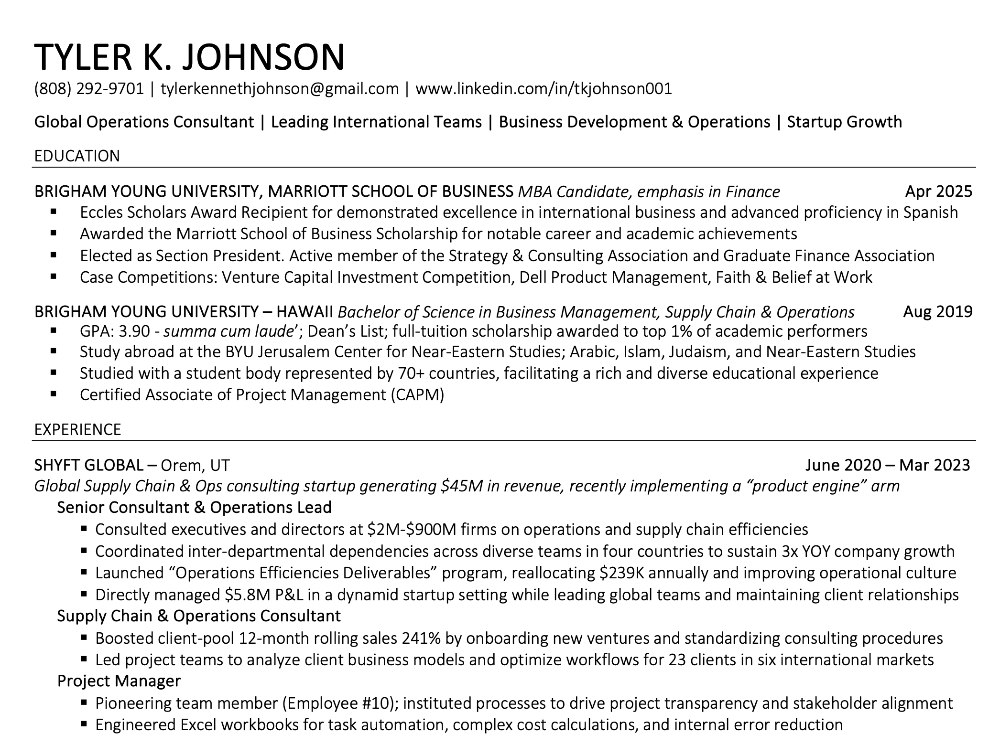 TYLER K. JOHNSON
(808) 292-9701 | tylerkennethjohnson@gmail.com | www.linkedin.com/in/tkjohnson001
Global Operations Consultant | Leading International Teams | Business Development & Operations | Startup Growth
EDUCATION
BRIGHAM YOUNG UNIVERSITY, MARRIOTT SCHOOL OF BUSINESS MBA Candidate, emphasis in Finance Apr 2025
▪ Eccles Scholars Award Recipient for demonstrated excellence in international business and advanced proficiency in Spanish
▪ Awarded the Marriott School of Business Scholarship for notable career and academic achievements
▪ Elected as Section President. Active member of the Strategy & Consulting Association and Graduate Finance Association
▪ Case Competitions: Venture Capital Investment Competition, Dell Product Management, Faith & Belief at Work
BRIGHAM YOUNG UNIVERSITY – HAWAII Bachelor of Science in Business Management, Supply Chain & Operations Aug 2019
▪ GPA: 3.90 - summa cum laude’; Dean’s List; full-tuition scholarship awarded to top 1% of academic performers
▪ Study abroad at the BYU Jerusalem Center for Near-Eastern Studies; Arabic, Islam, Judaism, and Near-Eastern Studies
▪ Studied with a student body represented by 70+ countries, facilitating a rich and diverse educational experience
▪ Certified Associate of Project Management (CAPM)
EXPERIENCE
SHYFT GLOBAL – Orem, UT June 2020 – Mar 2023
Global Supply Chain & Ops consulting startup generating $45M in revenue, recently implementing a “product engine” arm
Senior Consultant & Operations Lead
▪ Consulted executives and directors at $2M-$900M firms on operations and supply chain efficiencies
▪ Coordinated inter-departmental dependencies across diverse teams in four countries to sustain 3x YOY company growth
▪ Launched “Operations Efficiencies Deliverables” program, reallocating $239K annually and improving operational culture
▪ Directly managed $5.8M P&L in a dynamid startup setting while leading global teams and maintaining client relationships
Supply Chain & Operations Consultant
▪ Boosted client-pool 12-month rolling sales 241% by onboarding new ventures and standardizing consulting procedures
▪ Led project teams to analyze client business models and optimize workflows for 23 clients in six international markets
Project Manager
▪ Pioneering team member (Employee #10); instituted processes to drive project transparency and stakeholder alignment
▪ Engineered Excel workbooks for task automation, complex cost calculations, and internal error reduction